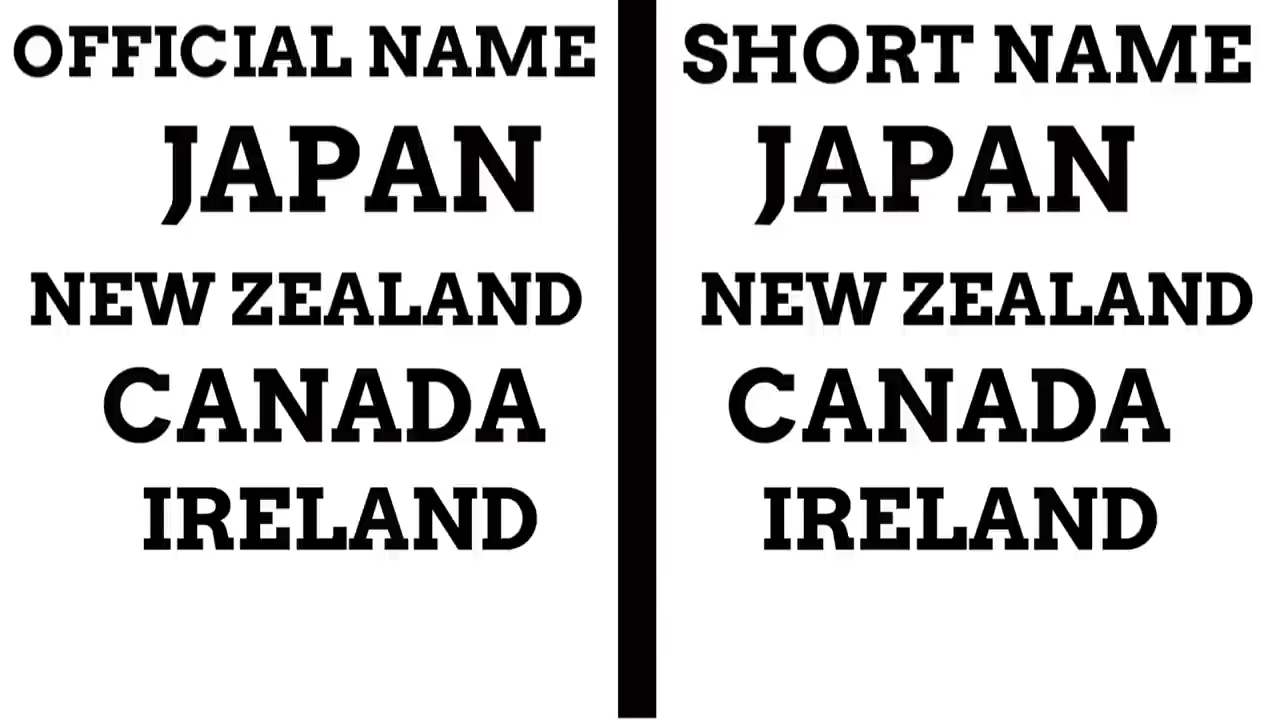 OFFICIAL NAME
JAPAN
NEW ZEALAND
CANADA
IRELAND
SHORT NAME
JAPAN
NEW ZEALAND
CANADA
IRELAND